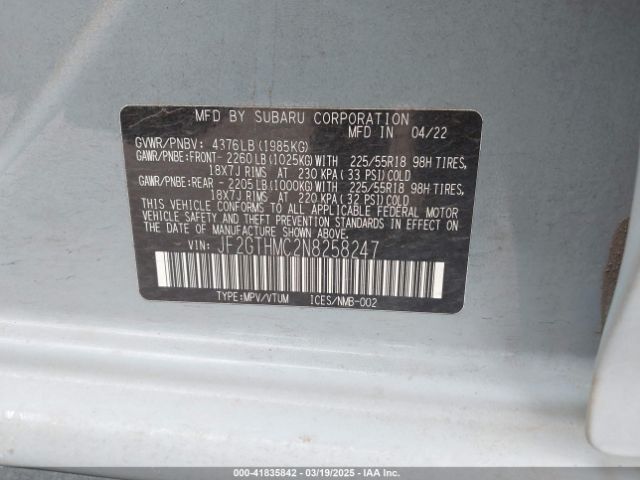 MFD BY SUBARU CORPORATION
MFD IN 04/22
GVWR/PNBV: 4376LB(1985KG)
GAWR/PNBE:FRONT- 2260LB(1025KG)WITH 225/55R18 98H TIRES,
18X7J RIMS AT 230 KPA(33 PSI)COLD
GAWR/PNBE:REAR - 2205LB(1000KG)WITH 225/55R18 98H TIRES,
18X7J RIMS AT 220 KPA(32 PSI)COLD
THIS VEHICLE CONFORMS TO ALL APPLICABLE FEDERAL MOTOR
VEHICLE SAFETY AND THEFT PREVENTION STANDARDS IN EFFECT ON
THE DATE OF MANUFACTURE SHOWN ABOVE.
VIN: JF2GTHMC2N8258247
TYPE:MPV/VTUM ICES/NMB-002
000-41835842 - 03/19/2025 - IAA Inc.